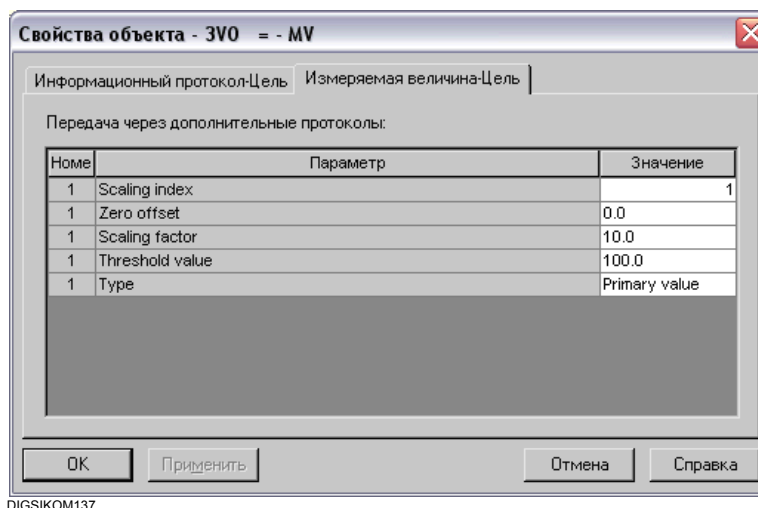 Свойства объекта - 3V0 = - MV
Информационный протокол-Цель Измеряемая величина-Цель
Передача через дополнительные протоколы:
Номе Параметр Значение
1 Scaling index 1
1 Zero offset 0.0
1 Scaling factor 10.0
1 Threshold value 100.0
1 Type Primary value
OK Применить Отмена Справка
DIGSIKOM137